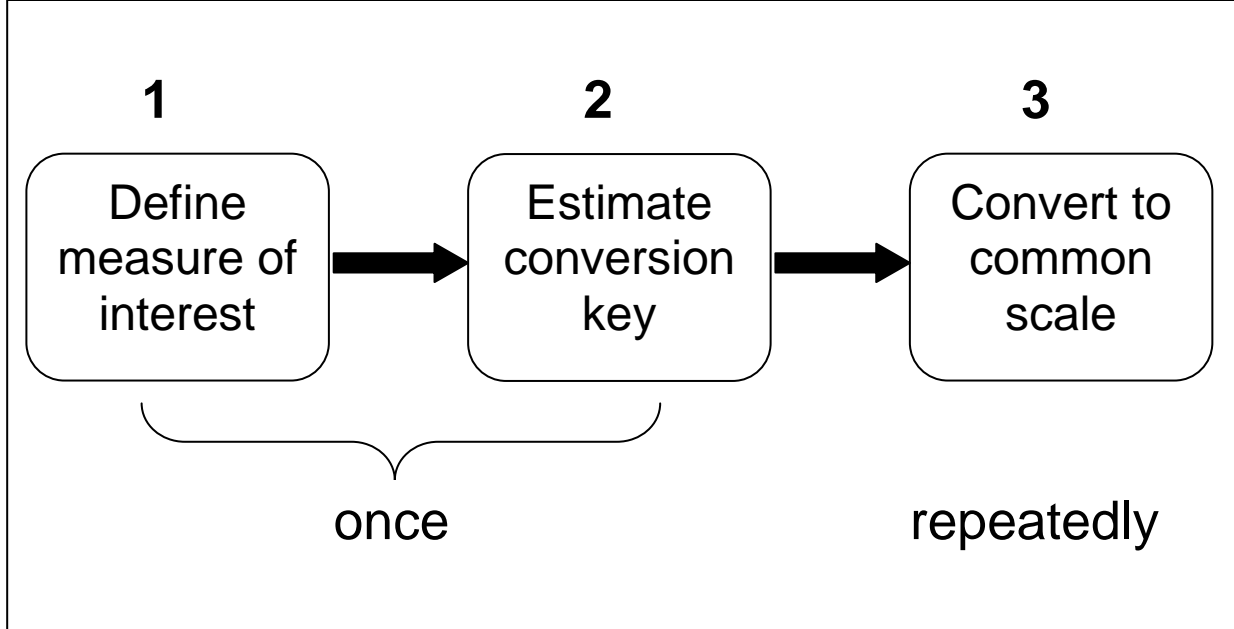 1
2
3
Define
measure of
interest
Estimate
conversion
key
Convert to
common
scale
once
repeatedly